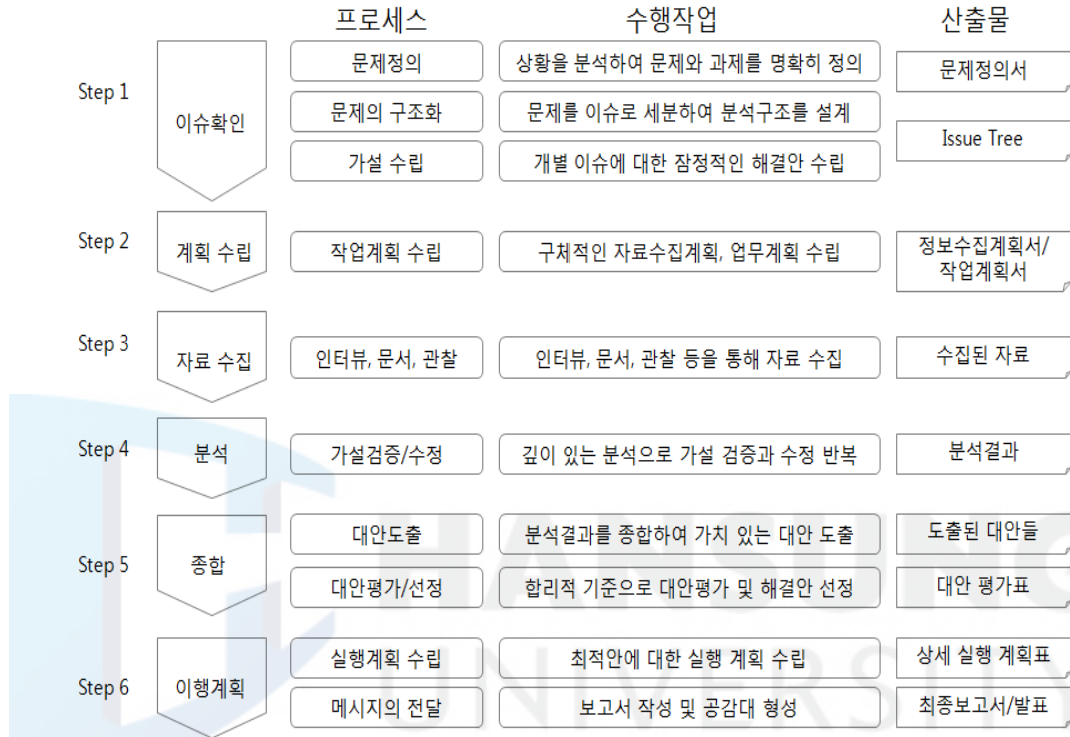 프로세스 수행작업 산출물
Step 1
이슈확인
문제정의
상황을 분석하여 문제와 과제를 명확히 정의
문제정의서
문제의 구조화
문제를 이슈로 세분하여 분석구조를 설계
Issue Tree
가설 수립
개별 이슈에 대한 잠정적인 해결안 수립
Step 2
계획 수립
작업계획 수립
구체적인 자료수집계획, 업무계획 수립
정보수집계획서/
작업계획서
Step 3
자료 수집
인터뷰, 문서, 관찰
인터뷰, 문서, 관찰 등을 통해 자료 수집
수집된 자료
Step 4
분석
가설검증/수정
깊이 있는 분석으로 가설 검증과 수정 반복
분석결과
Step 5
종합
대안도출
분석결과를 종합하여 가치 있는 대안 도출
도출된 대안들
대안평가/선정
합리적 기준으로 대안평가 및 해결안 선정
대안 평가표
Step 6
이행계획
실행계획 수립
최적안에 대한 실행 계획 수립
상세 실행 계획표
메시지의 전달
보고서 작성 및 공감대 형성
최종보고서/발표
HANSUNG
UNIVERSITY